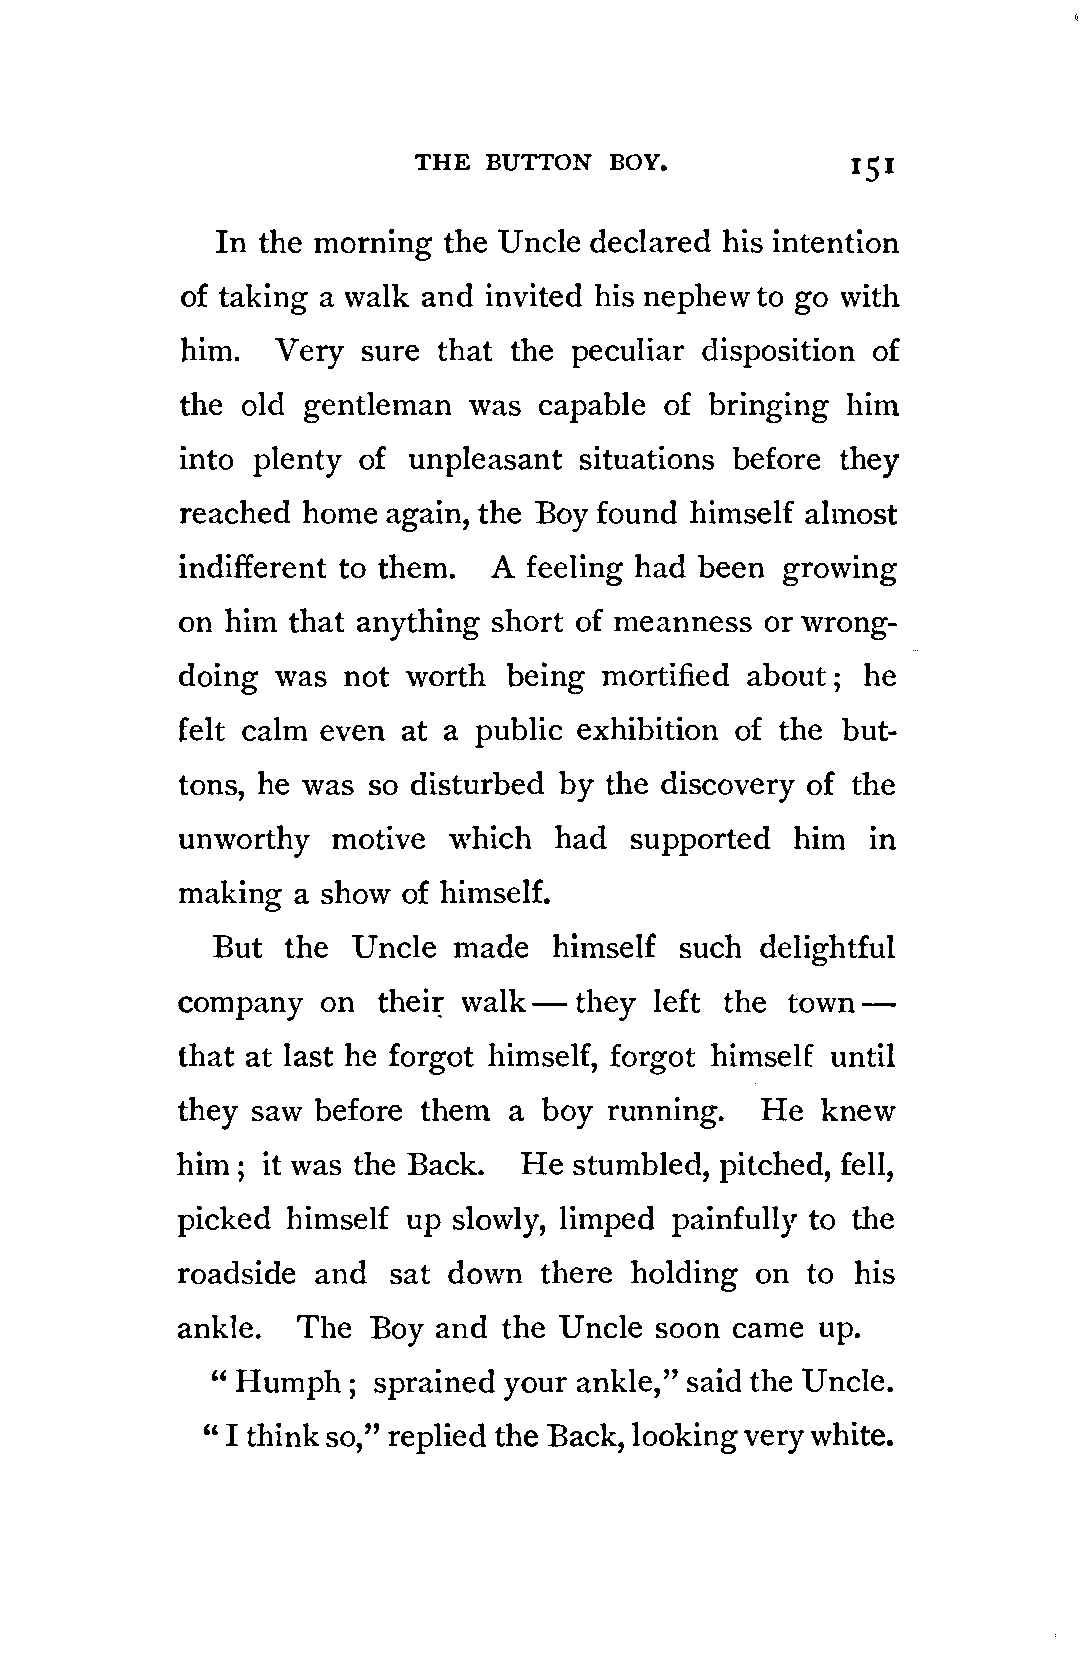 THE BUTTON BOY. 151
In the morning the Uncle declared his intention
of taking a walk and invited his nephew to go with
him. Very sure that the peculiar disposition of
the old gentleman was capable of bringing him
into plenty of unpleasant situations before they
reached home again, the Boy found himself almost
indifferent to them. A feeling had been growing
on him that anything short of meanness or wrong-
doing was not worth being mortified about; he
felt calm even at a public exhibition of the but-
tons, he was so disturbed by the discovery of the
unworthy motive which had supported him in
making a show of himself.
But the Uncle made himself such delightful
company on their walk — they left the town —
that at last he forgot himself, forgot himself until
they saw before them a boy running. He knew
him; it was the Back. He stumbled, pitched, fell,
picked himself up slowly, limped painfully to the
roadside and sat down there holding on to his
ankle. The Boy and the Uncle soon came up.
"Humph; sprained your ankle," said the Uncle.
"I think so," replied the Back, looking very white.